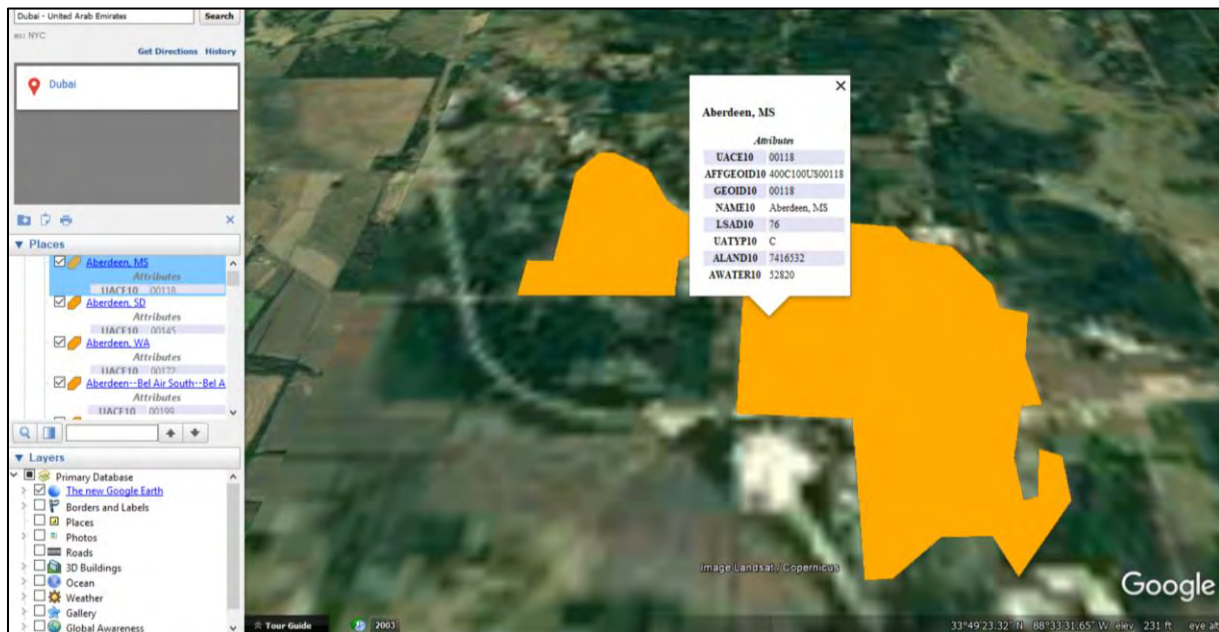 Dubai - United Arab Emirates
Search
ex: NYC
Get Directions History
Dubai
Places
Aberdeen, MS
Attributes
UACE10 00118
Aberdeen, SD
Attributes
UACE10 00145
Aberdeen, WA
Attributes
UACE10 00172
Aberdeen--Bel Air South--Bel A
Attributes
UACE10 00199
Layers
Primary Database
The new Google Earth
Borders and Labels
Places
Photos
Roads
3D Buildings
Ocean
Weather
Gallery
Global Awareness
Aberdeen, MS
Attributes
UACE10 00118
AFFGEOID10 400C100US00118
GEOID10 00118
NAME10 Aberdeen, MS
LSAD10 76
UATYP10 C
ALAND10 7416532
AWATER10 52820
Image Landsat / Copernicus
Google
Tour Guide
2003
33°49'23.32" N 88°33'31.65" W elev 231 ft eye alt